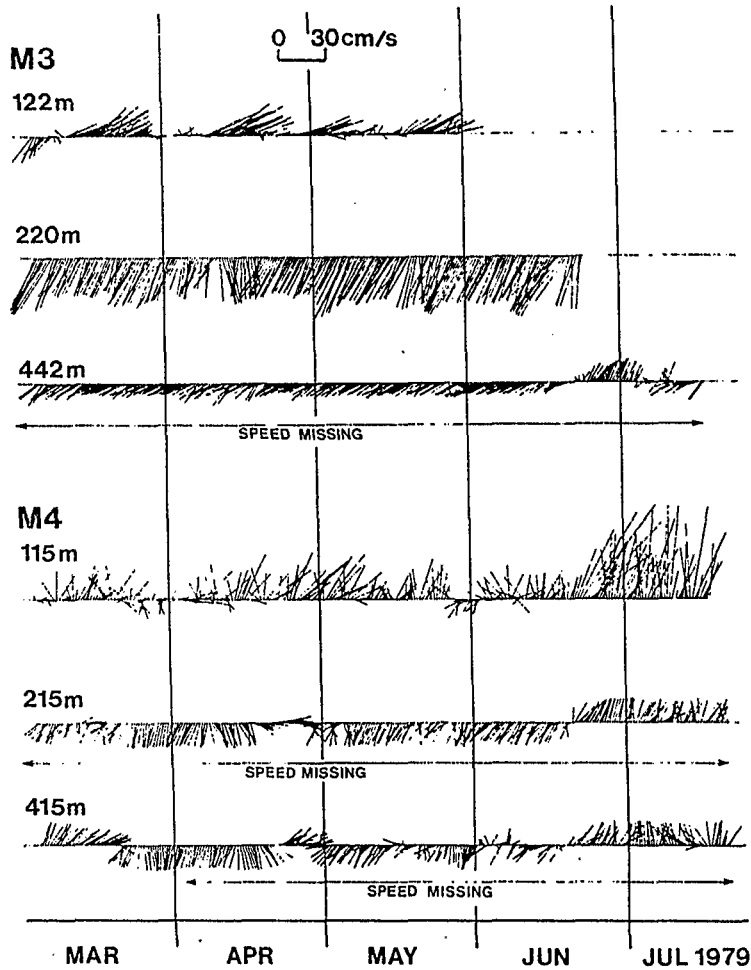 0 30cm/s
M3
122m
220m
442m
SPEED MISSING
M4
115m
215m
SPEED MISSING
415m
SPEED MISSING
MAR APR MAY JUN JUL 1979